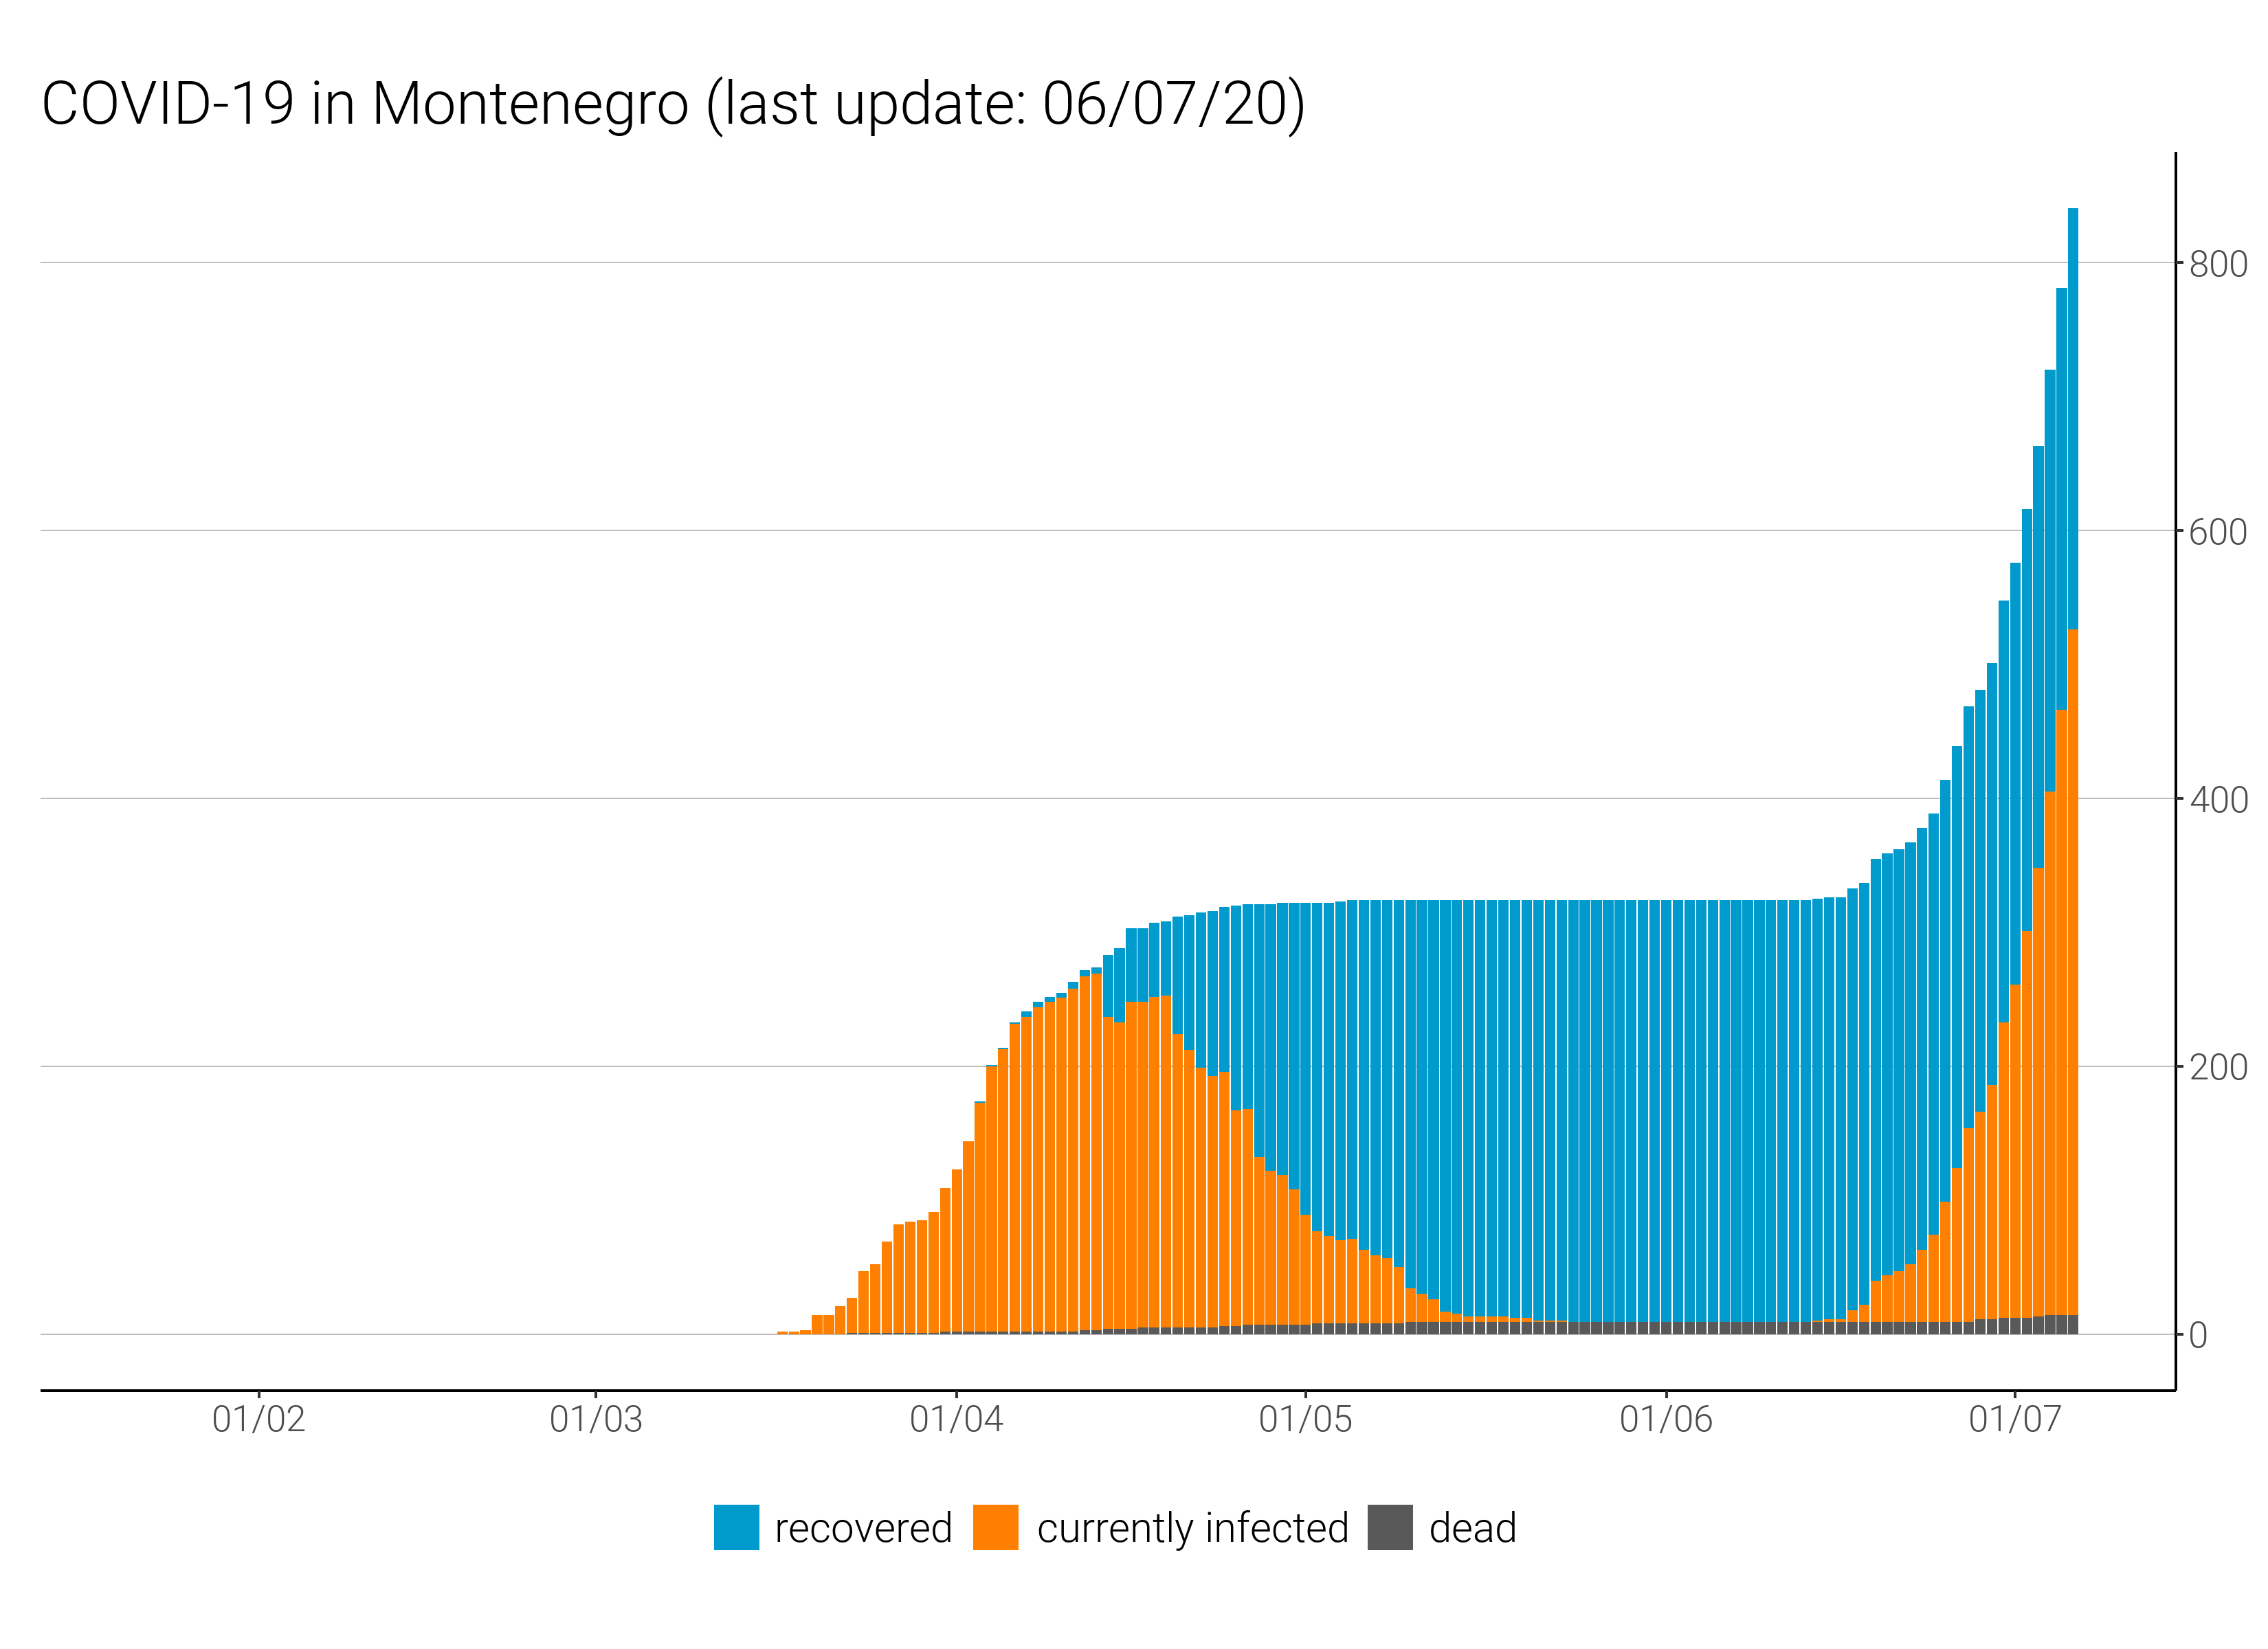 COVID-19 in Montenegro (last update: 06/07/20)
800
600
400
200
0
01/02 01/03 01/04 01/05 01/06 01/07
recovered currently infected dead